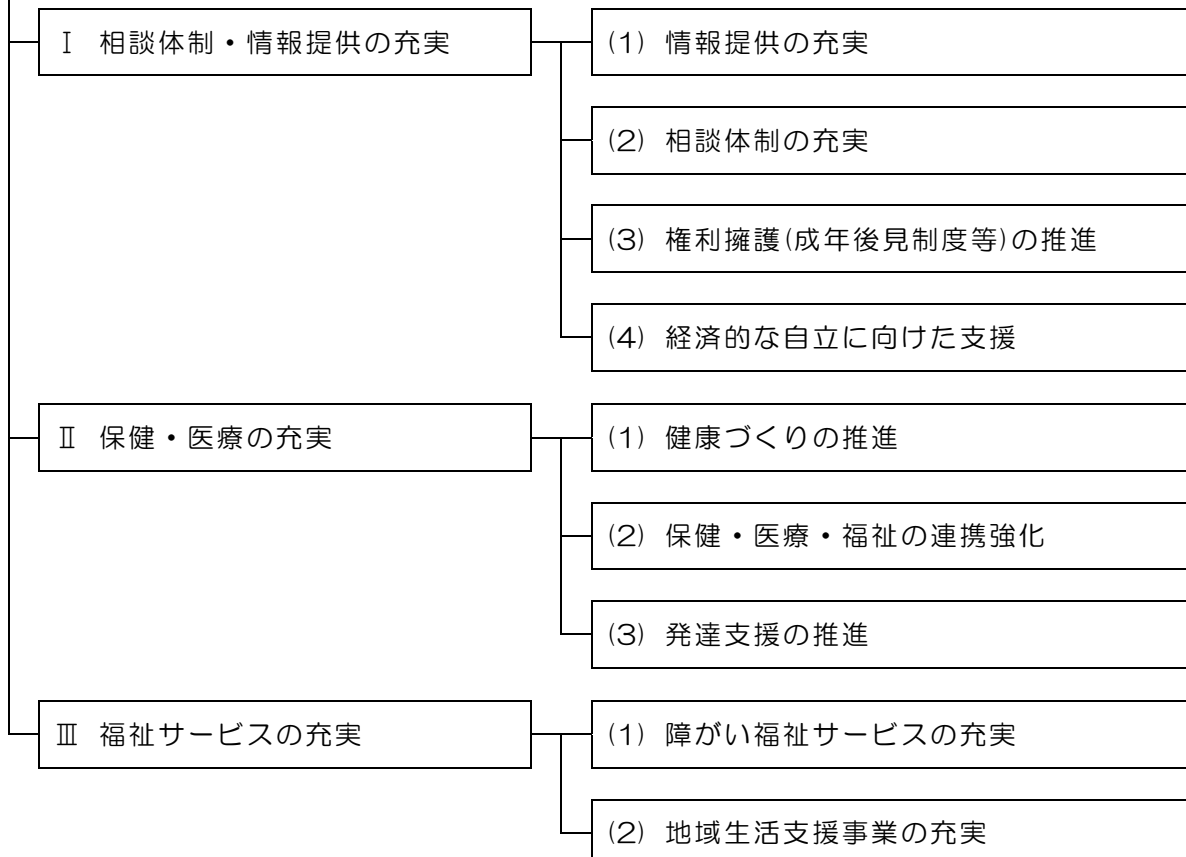 Ⅰ 相談体制・情報提供の充実
(1) 情報提供の充実
(2) 相談体制の充実
(3) 権利擁護(成年後見制度等)の推進
(4) 経済的な自立に向けた支援
Ⅱ 保健・医療の充実
(1) 健康づくりの推進
(2) 保健・医療・福祉の連携強化
(3) 発達支援の推進
Ⅲ 福祉サービスの充実
(1) 障がい福祉サービスの充実
(2) 地域生活支援事業の充実